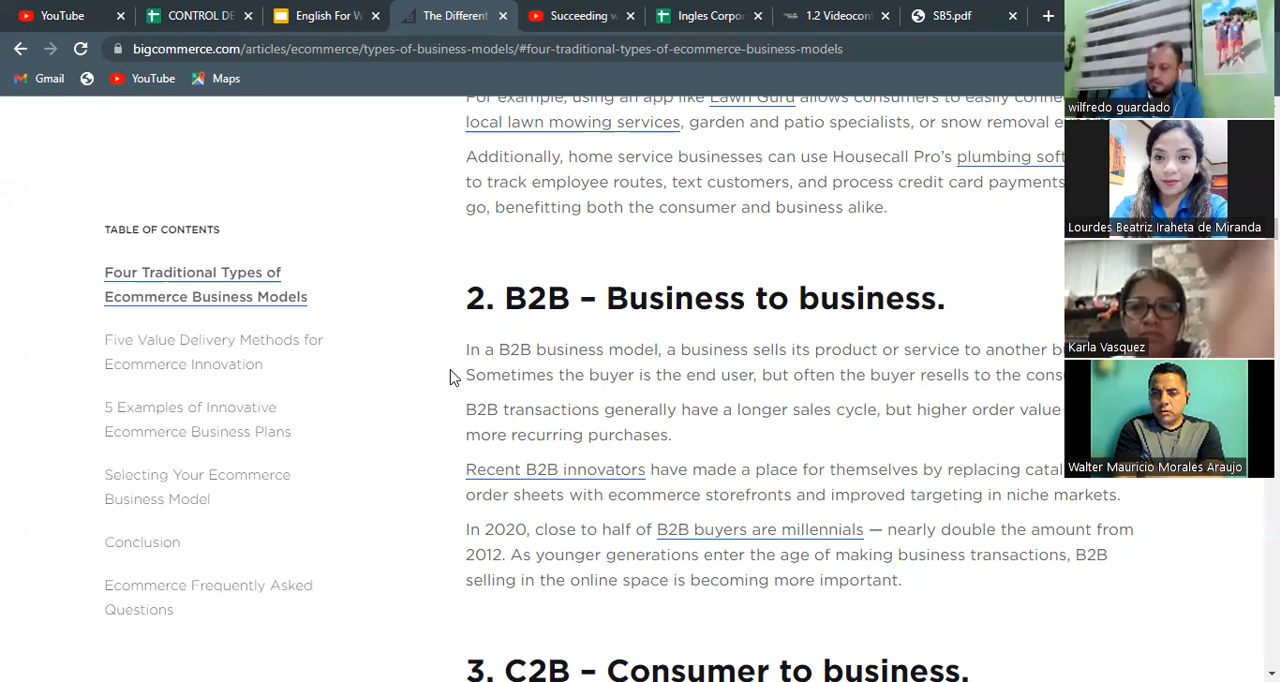 YouTube
CONTROL DE
English For W
The Different
Succeeding w
Ingles Corpo
1.2 Videocon
SB5.pdf
bigcommerce.com/articles/ecommerce/types-of-business-models/#four-traditional-types-of-ecommerce-business-models
Gmail
YouTube
Maps
For example, using an app like Lawn Guru allows consumers to easily conne
local lawn mowing services, garden and patio specialists, or snow removal
Additionally, home service businesses can use Housecall Pro's plumbing soft
to track employee routes, text customers, and process credit card payments
go, benefitting both the consumer and business alike.
TABLE OF CONTENTS
Four Traditional Types of
Ecommerce Business Models
Five Value Delivery Methods for
Ecommerce Innovation
5 Examples of Innovative
Ecommerce Business Plans
Selecting Your Ecommerce
Business Model
Conclusion
Ecommerce Frequently Asked
Questions
2. B2B – Business to business.
In a B2B business model, a business sells its product or service to another b
Sometimes the buyer is the end user, but often the buyer resells to the cons
B2B transactions generally have a longer sales cycle, but higher order value
more recurring purchases.
Recent B2B innovators have made a place for themselves by replacing catal
order sheets with ecommerce storefronts and improved targeting in niche markets.
In 2020, close to half of B2B buyers are millennials — nearly double the amount from
2012. As younger generations enter the age of making business transactions, B2B
selling in the online space is becoming more important.
3. C2B – Consumer to business.
wilfredo guardado
Lourdes Beatriz Iraheta de Miranda
Karla Vasquez
Walter Mauricio Morales Araujo